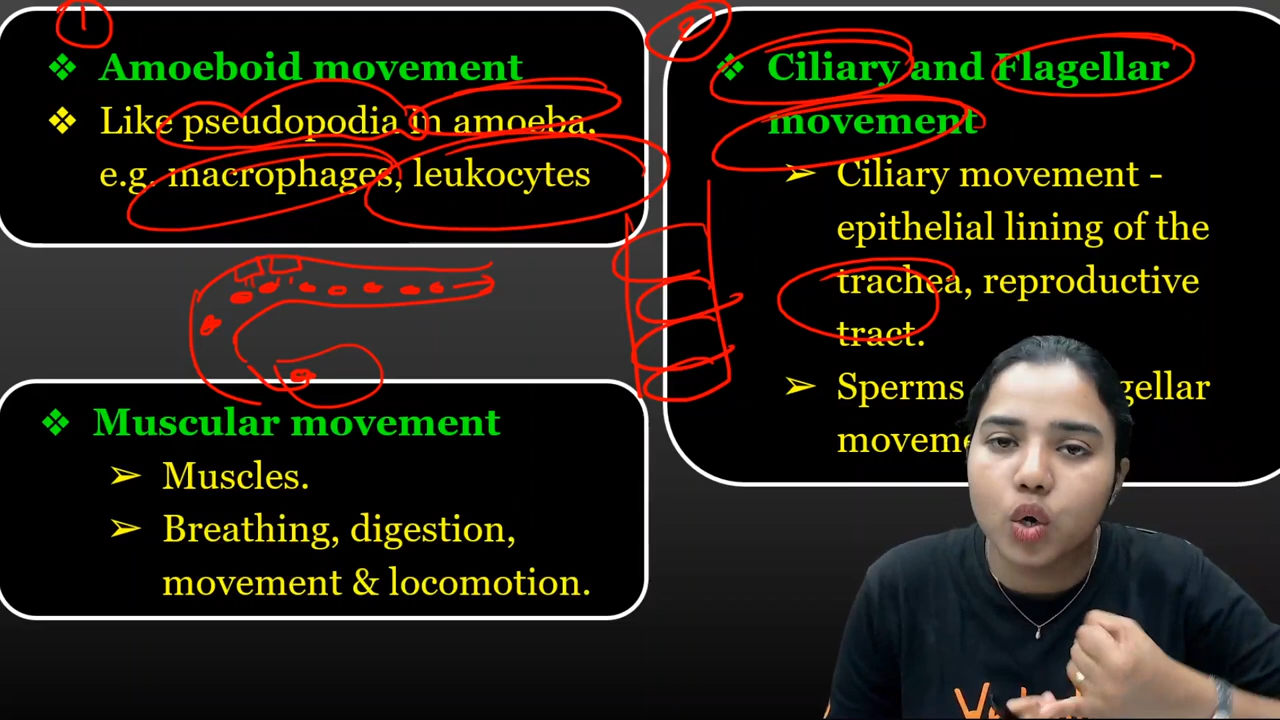 1
❖ Amoeboid movement
❖ Like pseudopodia in amoeba,
e.g. macrophages, leukocytes
❖ Muscular movement
➢ Muscles.
➢ Breathing, digestion,
movement & locomotion.
❖ Ciliary and Flagellar
movement
➢ Ciliary movement -
epithelial lining of the
trachea, reproductive
tract.
➢ Sperms